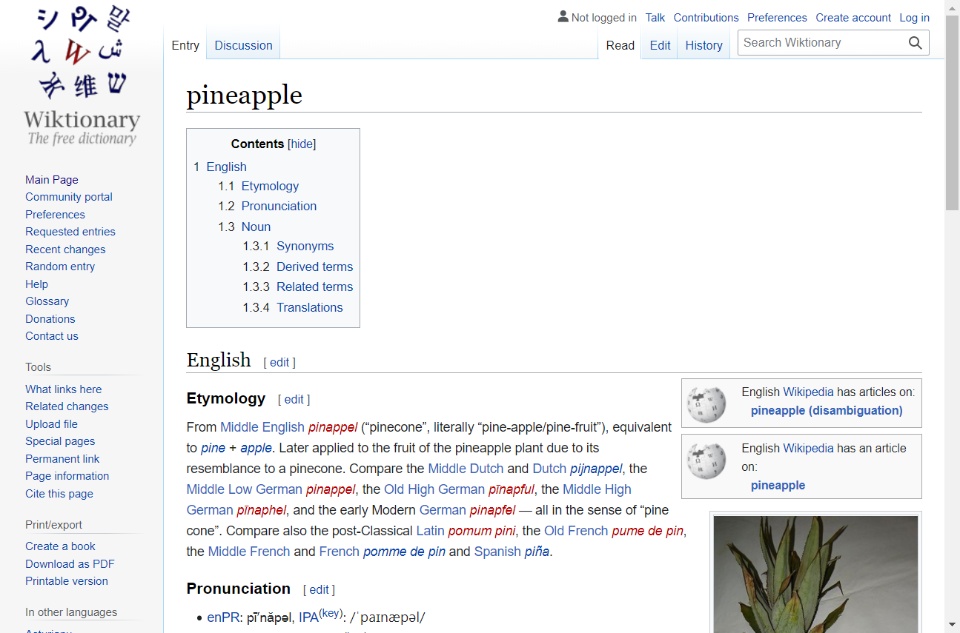 シ ウィ 말
λ W ش
维 ש
Wiktionary
The free dictionary
Not logged in Talk Contributions Preferences Create account Log in
Entry Discussion Read Edit History Search Wiktionary
Main Page
Community portal
Preferences
Requested entries
Recent changes
Random entry
Help
Glossary
Donations
Contact us
Tools
What links here
Related changes
Upload file
Special pages
Permanent link
Page information
Cite this page
Print/export
Create a book
Download as PDF
Printable version
In other languages
Asturianu
pineapple
Contents [hide]
1 English
1.1 Etymology
1.2 Pronunciation
1.3 Noun
1.3.1 Synonyms
1.3.2 Derived terms
1.3.3 Related terms
1.3.4 Translations
English [ edit ]
Etymology [ edit ]
From Middle English pinappel (“pinecone”, literally “pine-apple/pine-fruit”), equivalent
to pine + apple. Later applied to the fruit of the pineapple plant due to its
resemblance to a pinecone. Compare the Middle Dutch and Dutch pijnappel, the
Middle Low German pinappel, the Old High German pīnapful, the Middle High
German pīnaphel, and the early Modern German pinapfel — all in the sense of “pine
cone”. Compare also the post-Classical Latin pomum pini, the Old French pume de pin,
the Middle French and French pomme de pin and Spanish piña.
English Wikipedia has articles on:
pineapple (disambiguation)
English Wikipedia has an article
on:
pineapple
Pronunciation [ edit ]
• enPR: pīʹnăpəl, IPA(key): /ˈpaɪnæpəl/